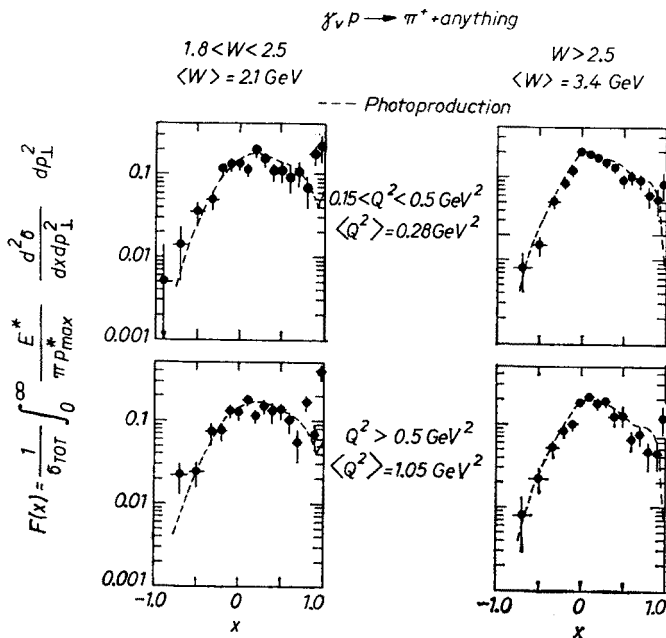 γᵥ p → π⁺ + anything
1.8 < W < 2.5
⟨W⟩ = 2.1 GeV
W > 2.5
⟨W⟩ = 3.4 GeV
--- Photoproduction
0.1
0.01
0.001
0.15 < Q² < 0.5 GeV²
⟨Q²⟩ = 0.28 GeV²
0.1
0.01
0.001
Q² > 0.5 GeV²
⟨Q²⟩ = 1.05 GeV²
-1.0 0 1.0
x
-1.0 0 1.0
x
F(x) = 1/σ_TOT ∫₀^∞ E*/(π p*_max) d²σ/(dx dp⊥²) dp⊥²